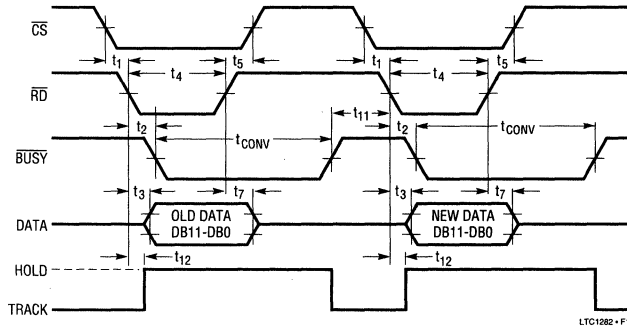 CS
t1 t4 t5 t1 t4 t5
RD
t11
t2 tCONV t2 tCONV
BUSY
t3 t7 t3 t7
DATA OLD DATA NEW DATA
DB11-DB0 DB11-DB0
HOLD
t12 t12
TRACK
LTC1282 • F